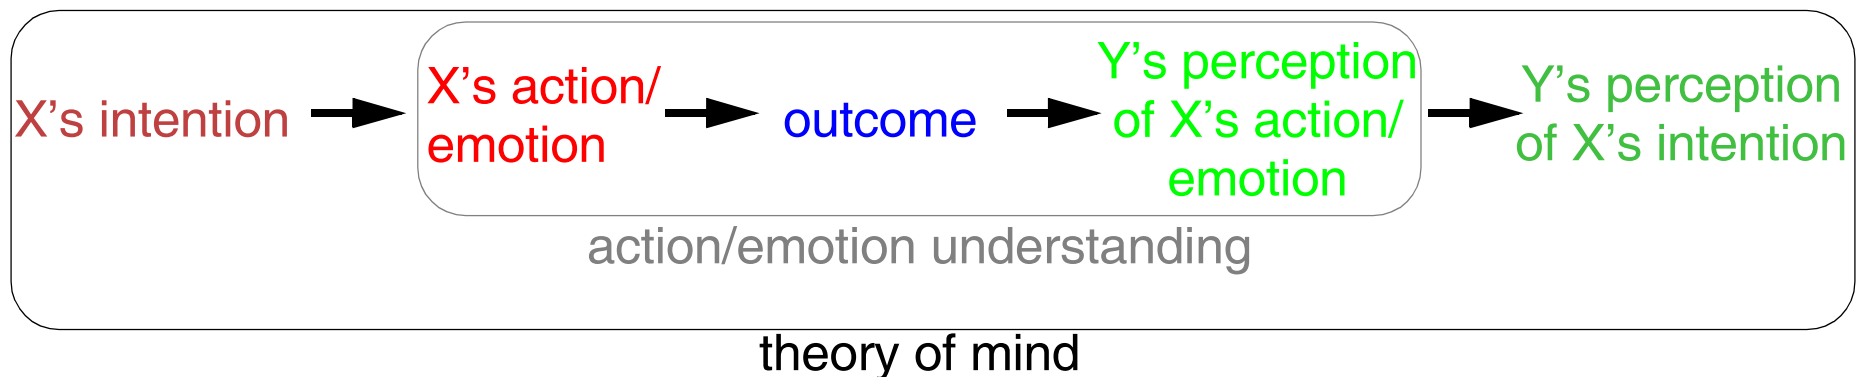 X’s intention
X’s action/
emotion
outcome
Y’s perception
of X’s action/
emotion
Y’s perception
of X’s intention
action/emotion understanding
theory of mind